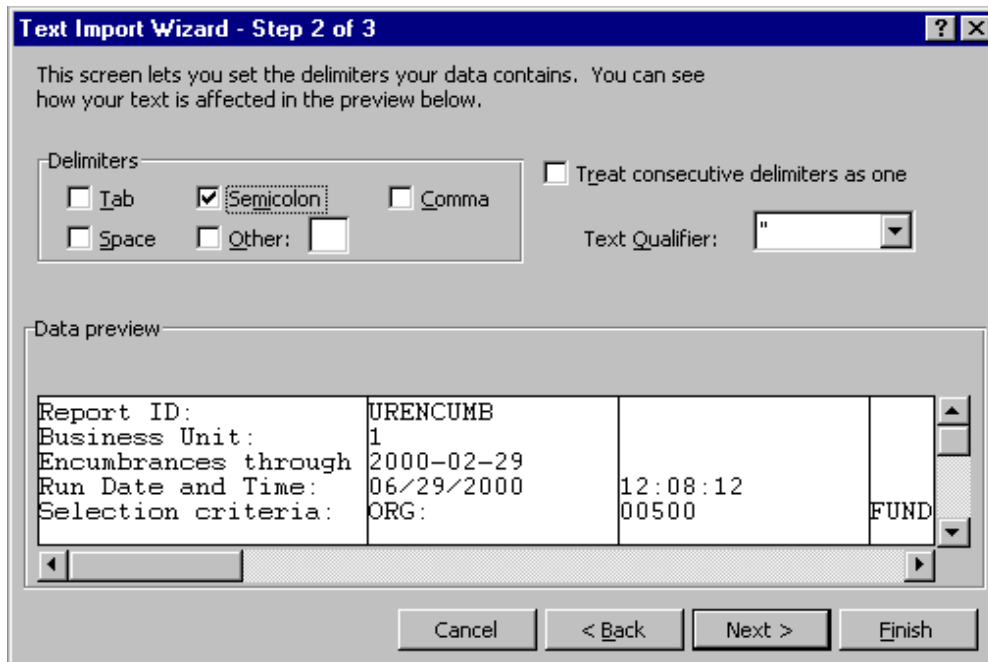 Text Import Wizard - Step 2 of 3
This screen lets you set the delimiters your data contains. You can see
how your text is affected in the preview below.
Delimiters
Tab Semicolon Comma
Space Other:
Treat consecutive delimiters as one
Text Qualifier: "
Data preview
Report ID: URENCUMB
Business Unit: 1
Encumbrances through 2000-02-29
Run Date and Time: 06/29/2000 12:08:12
Selection criteria: ORG: 00500 FUND
Cancel < Back Next > Finish